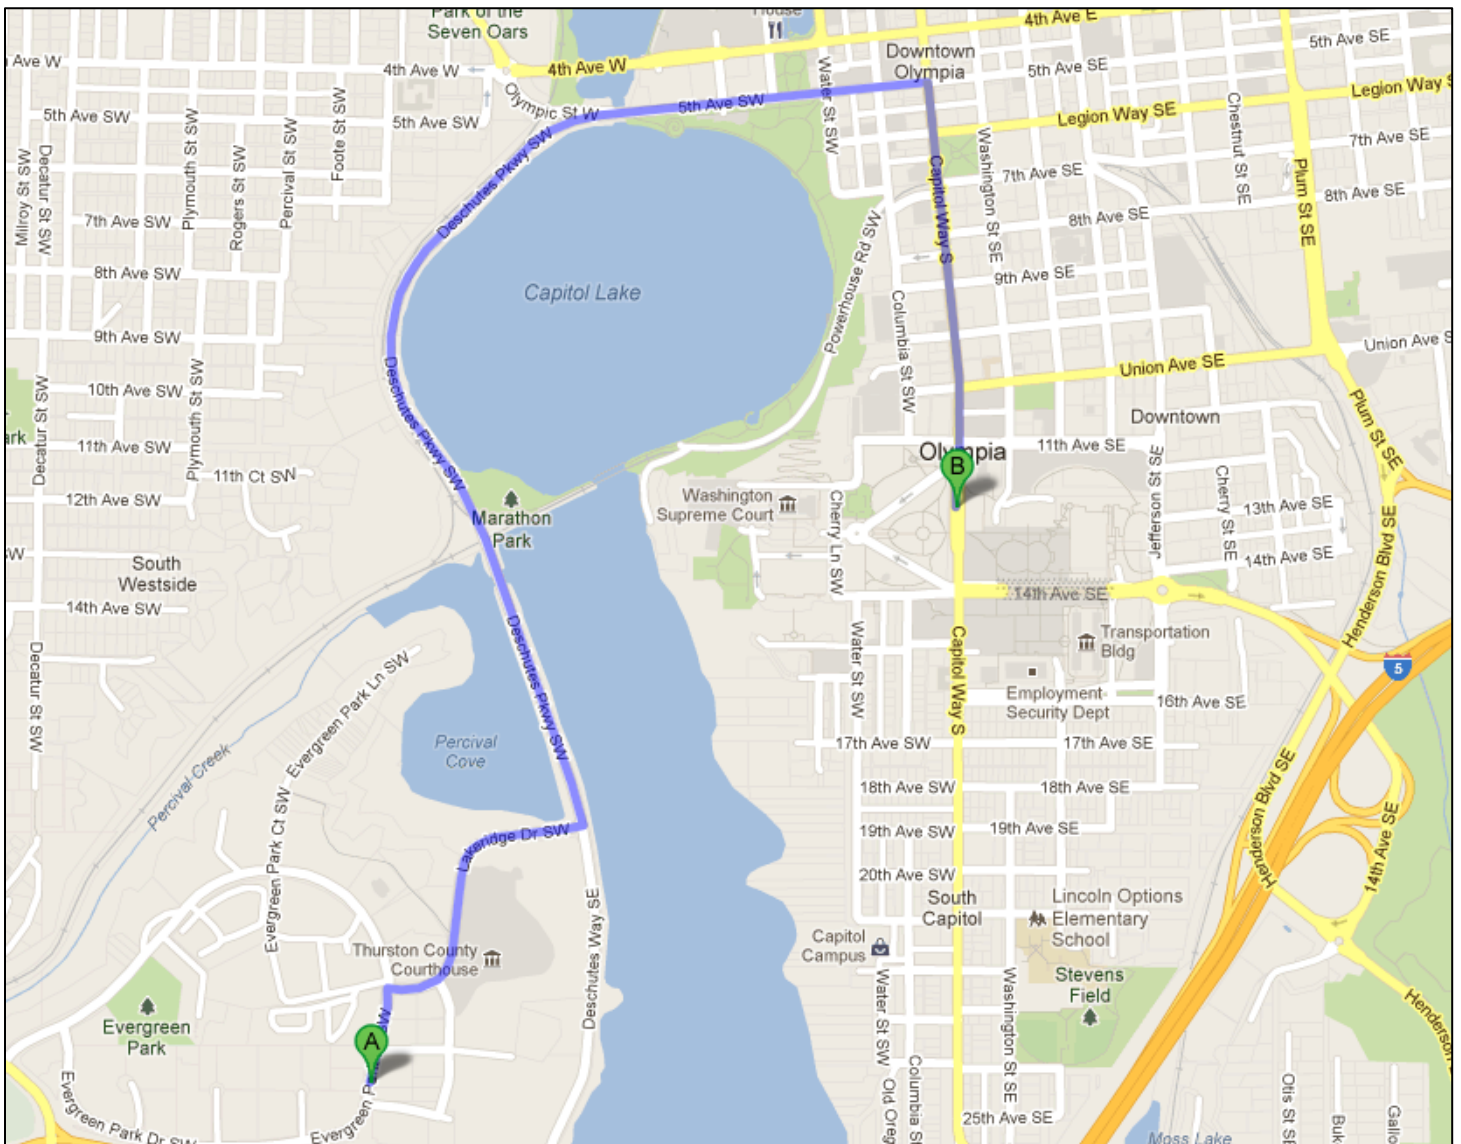 Park of the
Seven Oars
House
4th Ave E
5th Ave SE
Ave W
4th Ave W
4th Ave W
Downtown
Olympia
5th Ave SE
Olympic St W
5th Ave SW
Water St SW
Legion Way SE
Legion Way S
5th Ave SW
5th Ave SW
Chestnut St SE
7th Ave SE
Milroy St SW
Decatur St SW
Plymouth St SW
Rogers St SW
Percival St SW
Foote St SW
Deschutes Pkwy SW
Capitol Way S
Washington St SE
7th Ave SE
Plum St SE
8th Ave SE
7th Ave SW
8th Ave SE
8th Ave SW
Capitol Lake
Powerhouse Rd SW
9th Ave SE
Columbia St SW
9th Ave SW
Union Ave SE
Union Ave S
Deschutes Pkwy SW
10th Ave SW
Decatur St SW
Plymouth St SW
Downtown
Plum St SE
ark
11th Ave SW
Olympia
11th Ave SE
B
11th Ct SW
12th Ave SW
Marathon
Park
Washington
Supreme Court
Cherry Ln SW
Jefferson St SE
Cherry St SE
13th Ave SE
14th Ave SE
Henderson Blvd SE
SW
South
Westside
14th Ave SW
14th Ave SE
Deschutes Pkwy SW
Water St SW
Capitol Way S
Transportation
Bldg
5
Decatur St SW
Evergreen Park Ln SW
Employment
Security Dept
16th Ave SE
Percival
Cove
17th Ave SW
17th Ave SE
Percival Creek
18th Ave SW
18th Ave SE
Henderson Blvd SE
Evergreen Park Ct SW
Lakeridge Dr SW
19th Ave SW
19th Ave SE
14th Ave SE
20th Ave SW
Henderson Blvd SE
South
Capitol
Lincoln Options
Elementary
School
Thurston County
Courthouse
Capitol
Campus
Deschutes Way SE
Stevens
Field
Water St SW
Washington St SE
Henderson
Evergreen
Park
SW
A
Evergreen P
Evergreen Park Dr SW
Evergreen
Old Oreg
Columbia S
25th Ave SE
Otis St S
Buk
Gallo
Moss Lake